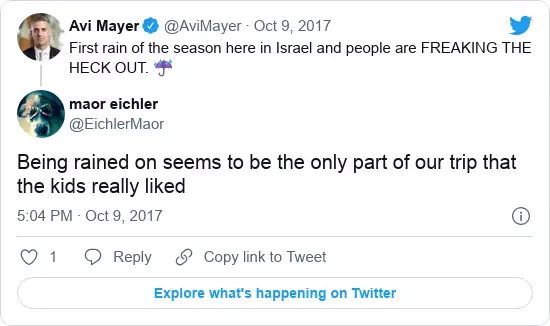 Avi Mayer @AviMayer · Oct 9, 2017
First rain of the season here in Israel and people are FREAKING THE
HECK OUT. ☔
maor eichler
@EichlerMaor
Being rained on seems to be the only part of our trip that
the kids really liked
5:04 PM · Oct 9, 2017
1 Reply Copy link to Tweet
Explore what's happening on Twitter